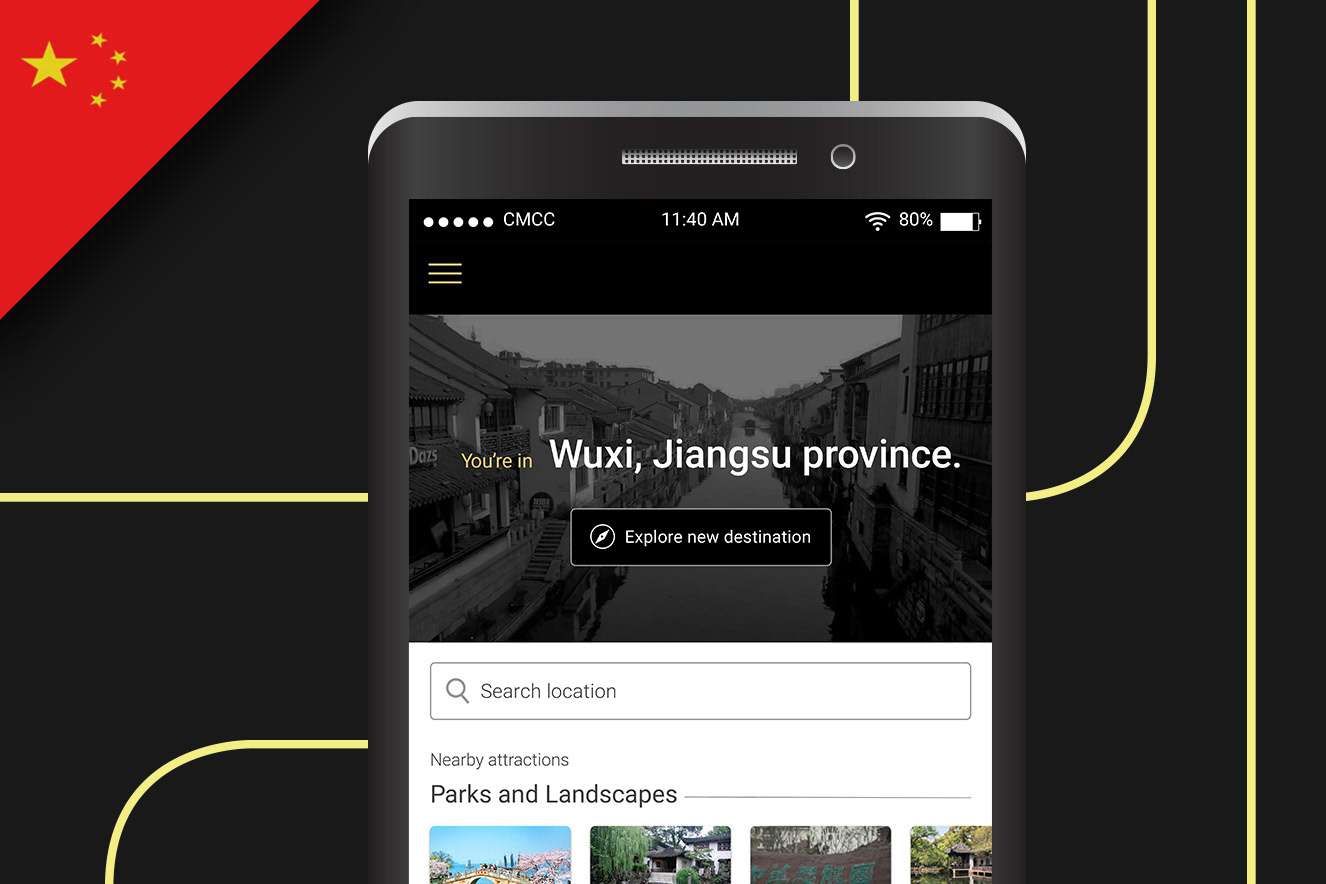 CMCC 11:40 AM 80%
Dazs
You’re in Wuxi, Jiangsu province.
Explore new destination
Search location
Nearby attractions
Parks and Landscapes